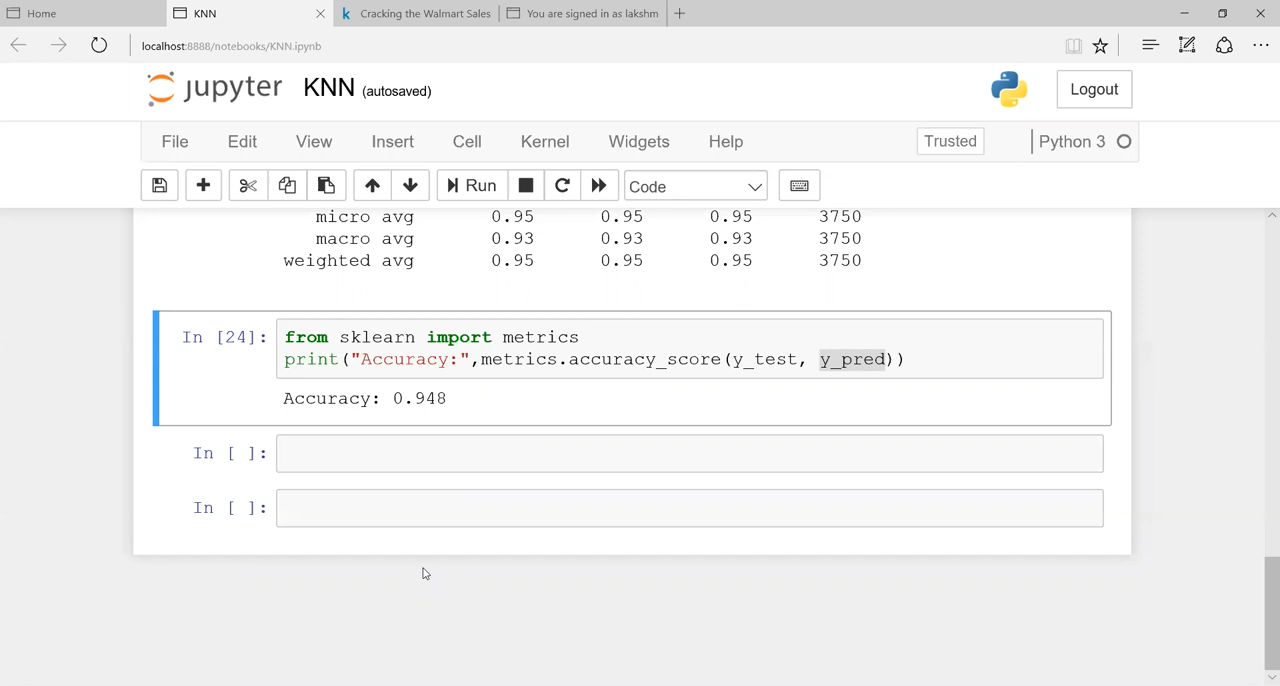 Home
KNN
Cracking the Walmart Sales
You are signed in as lakshm
localhost:8888/notebooks/KNN.ipynb
jupyter KNN (autosaved)
Logout
File Edit View Insert Cell Kernel Widgets Help Trusted Python 3
Run Code
micro avg 0.95 0.95 0.95 3750
macro avg 0.93 0.93 0.93 3750
weighted avg 0.95 0.95 0.95 3750
In [24]: from sklearn import metrics
print("Accuracy:",metrics.accuracy_score(y_test, y_pred))
Accuracy: 0.948
In [ ]:
In [ ]: